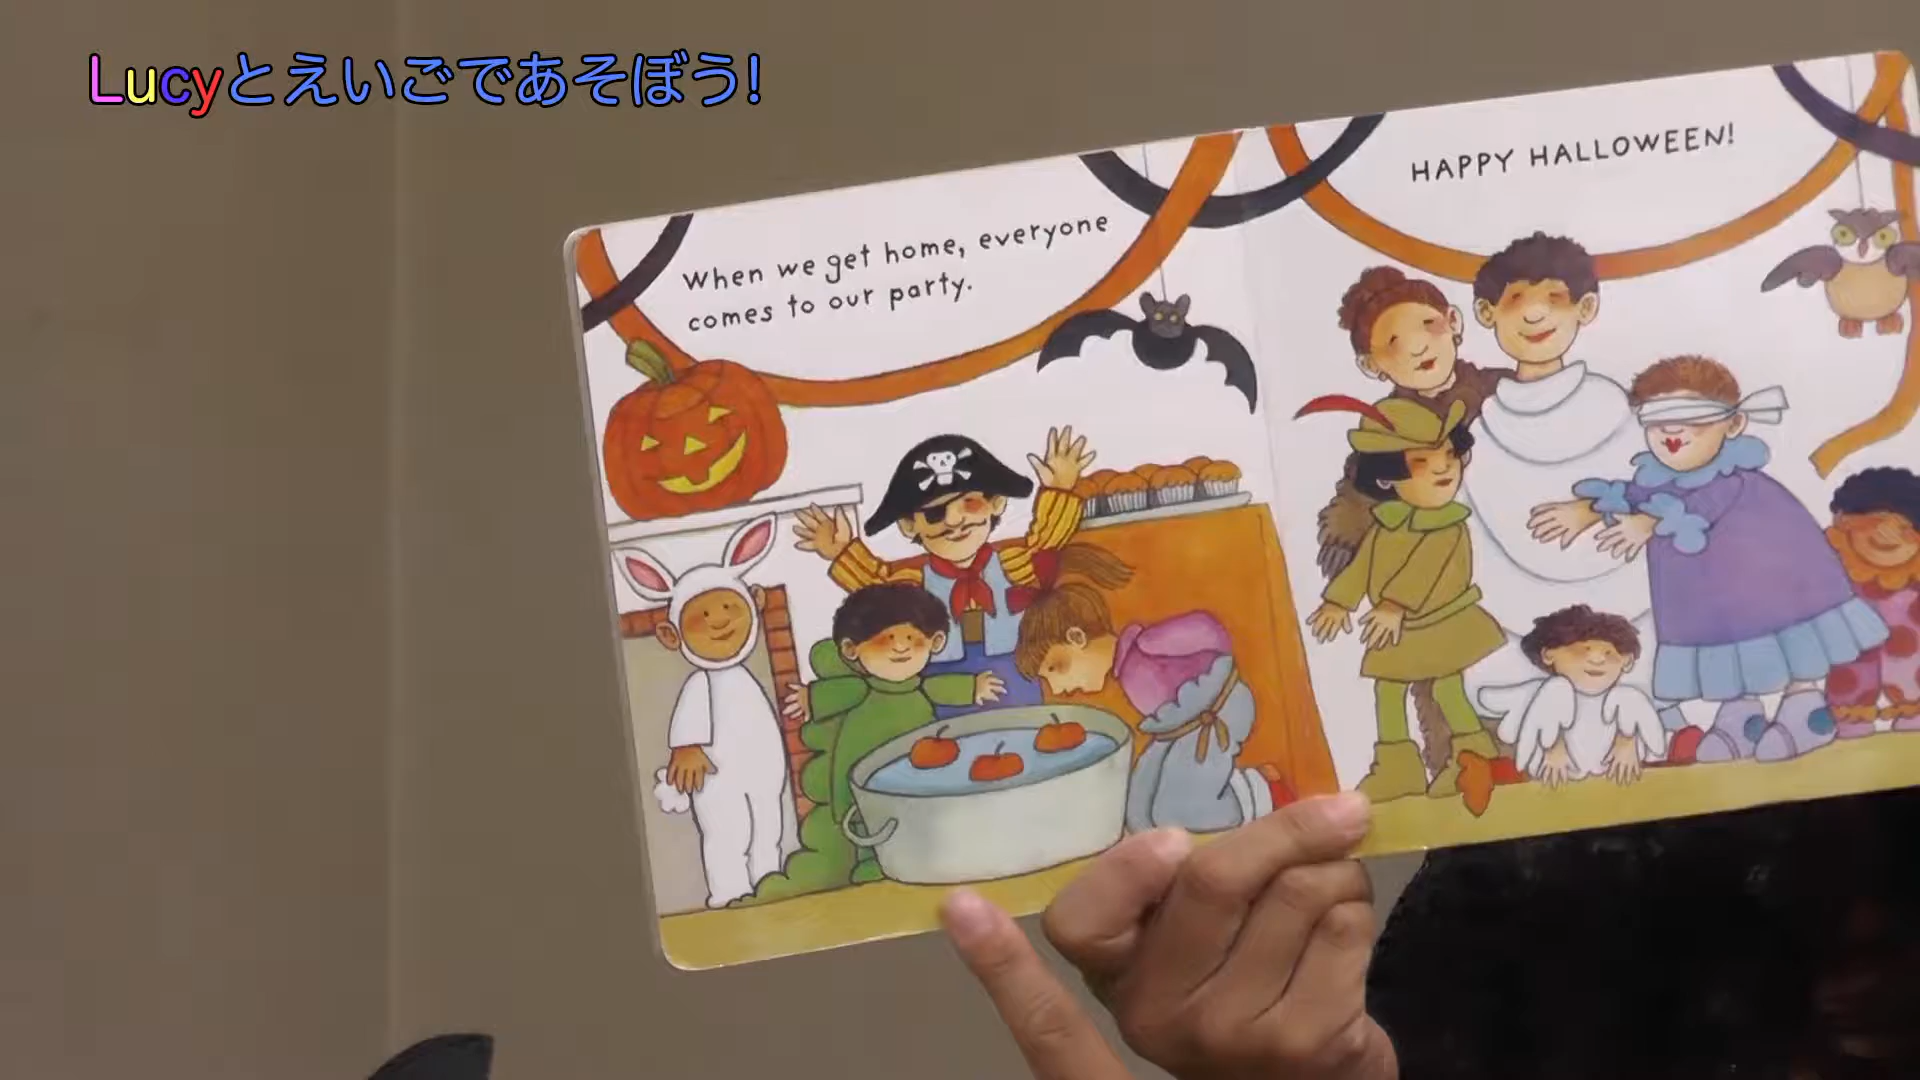 Lucyとえいごであそぼう!
When we get home, everyone
comes to our party.
HAPPY HALLOWEEN!